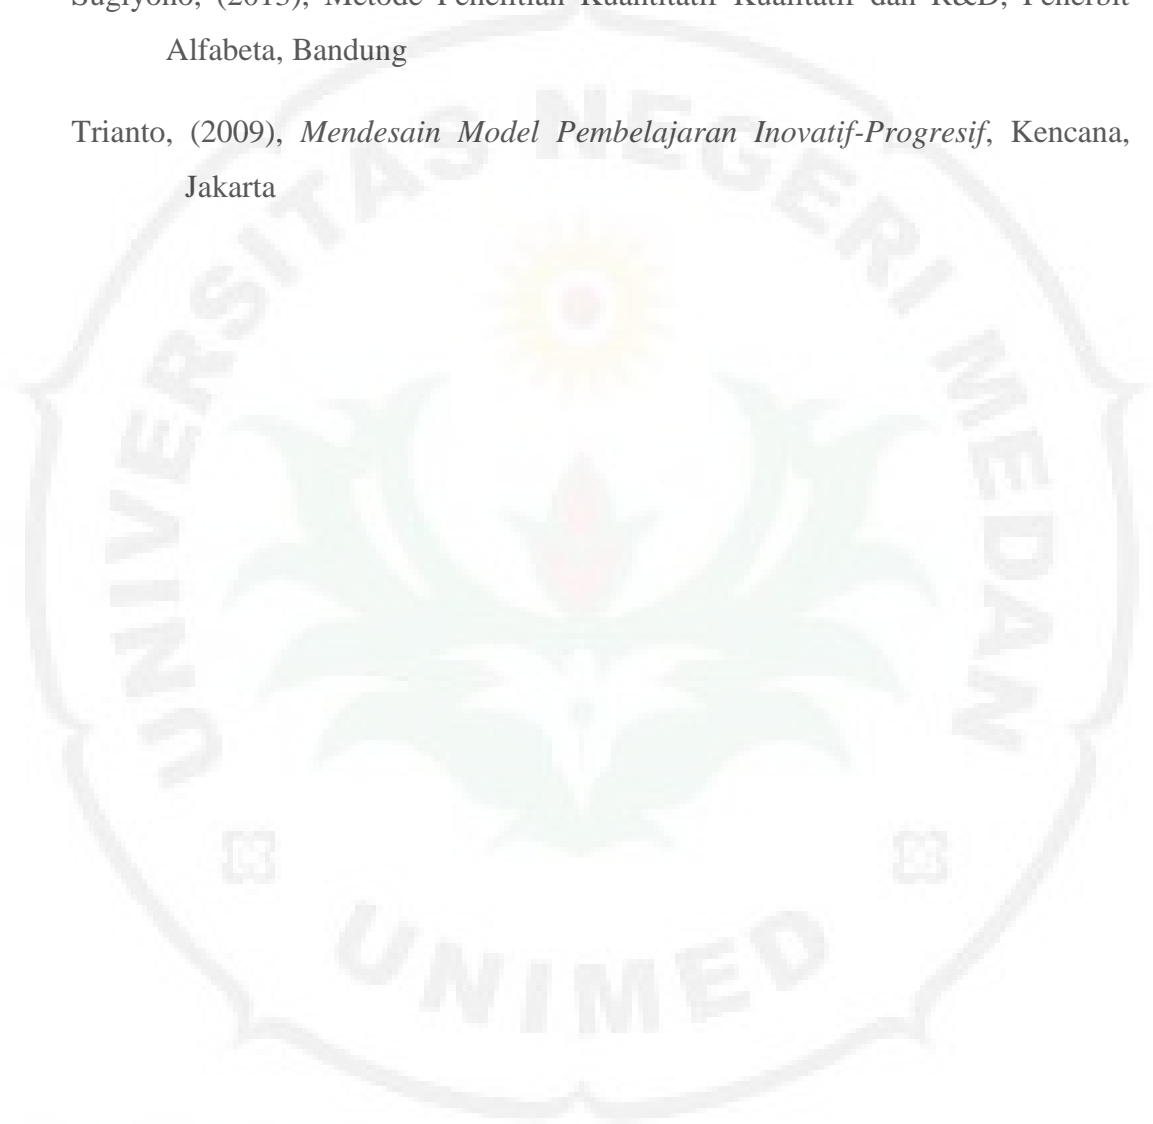 Sugiyono, Metode Penelitian Kuantitatif Kualitatif dan R&D, Penerbit
Alfabeta, Bandung
Trianto, (2009), Mendesain Model Pembelajaran Inovatif-Progresif, Kencana,
Jakarta
UNIVERSITAS NEGERI MEDAN
UNIMED